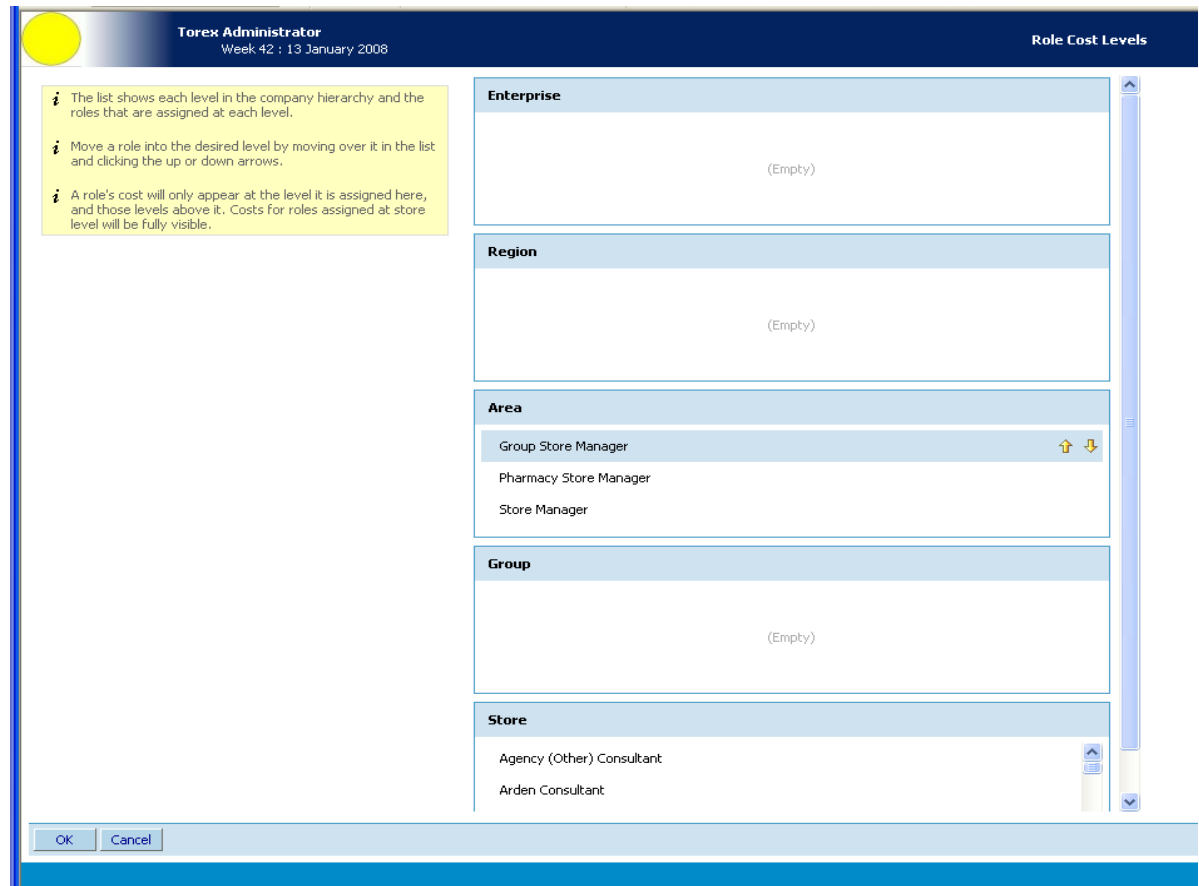 Torex Administrator
Week 42 : 13 January 2008
Role Cost Levels
i The list shows each level in the company hierarchy and the
roles that are assigned at each level.
i Move a role into the desired level by moving over it in the list
and clicking the up or down arrows.
i A role's cost will only appear at the level it is assigned here,
and those levels above it. Costs for roles assigned at store
level will be fully visible.
Enterprise
(Empty)
Region
(Empty)
Area
Group Store Manager
Pharmacy Store Manager
Store Manager
Group
(Empty)
Store
Agency (Other) Consultant
Arden Consultant
OK Cancel